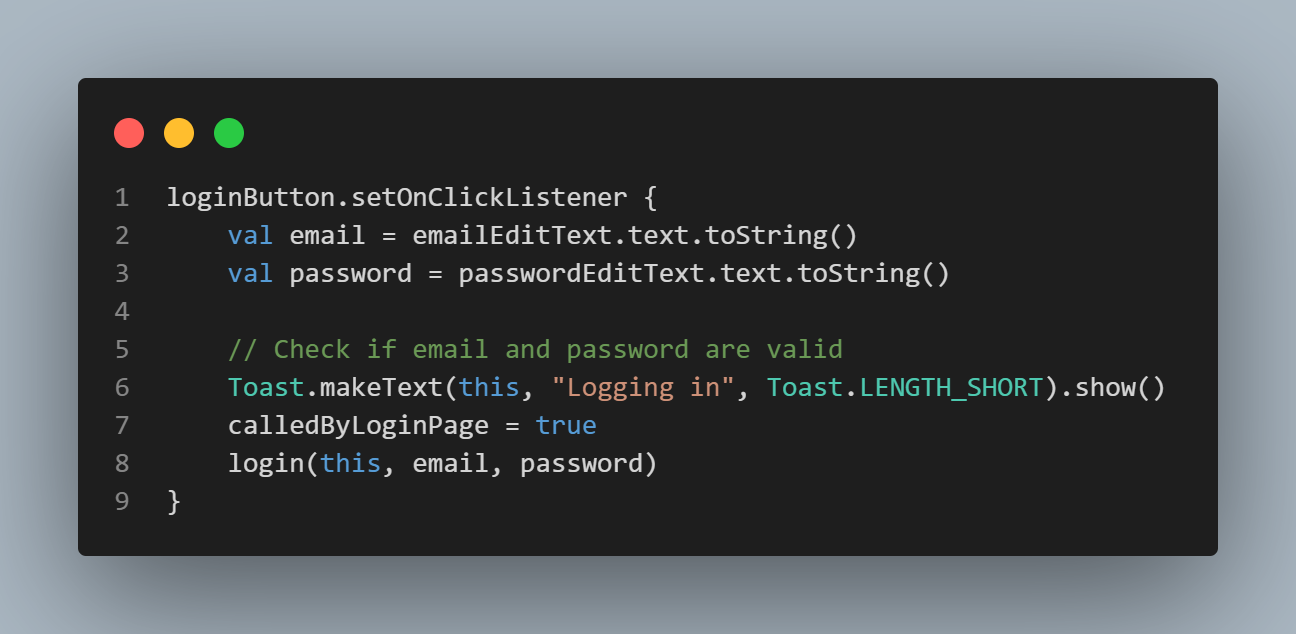 1 loginButton.setOnClickListener {
2     val email = emailEditText.text.toString()
3     val password = passwordEditText.text.toString()
4
5     // Check if email and password are valid
6     Toast.makeText(this, "Logging in", Toast.LENGTH_SHORT).show()
7     calledByLoginPage = true
8     login(this, email, password)
9 }